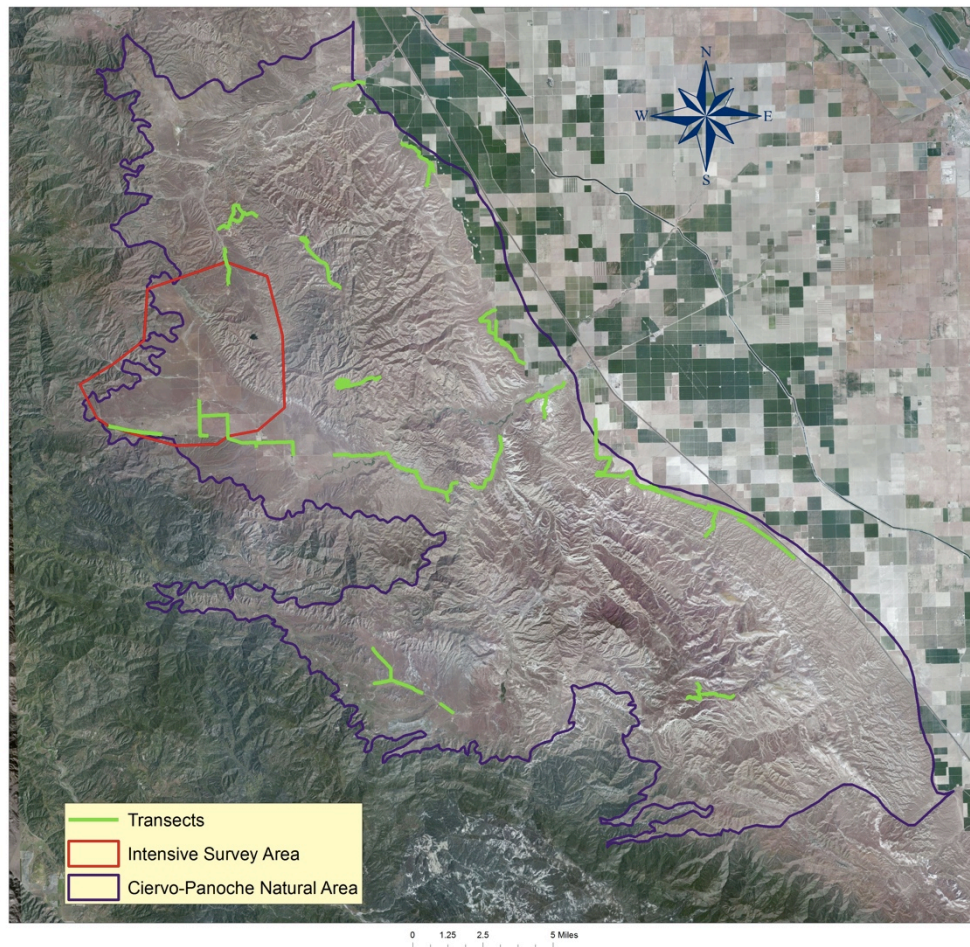 N
W E
S
Transects
Intensive Survey Area
Ciervo-Panoche Natural Area
0 1.25 2.5 5 Miles